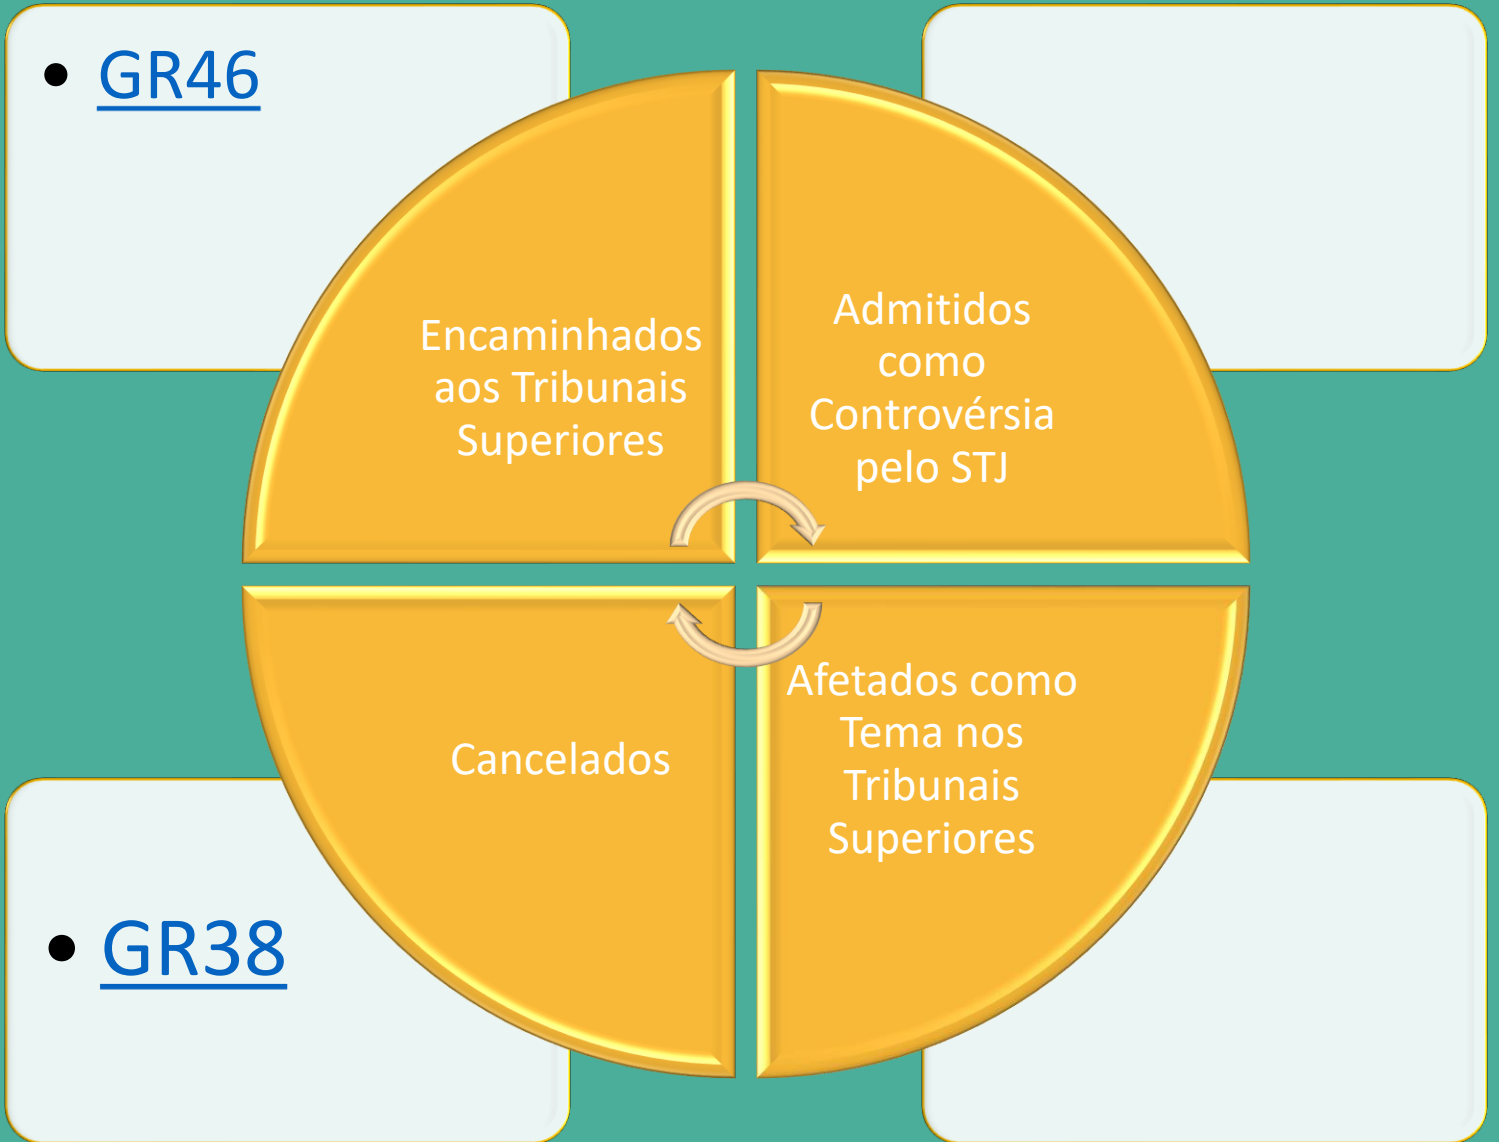 • GR46
Encaminhados
aos Tribunais
Superiores
Admitidos
como
Controvérsia
pelo STJ
Cancelados
Afetados como
Tema nos
Tribunais
Superiores
• GR38